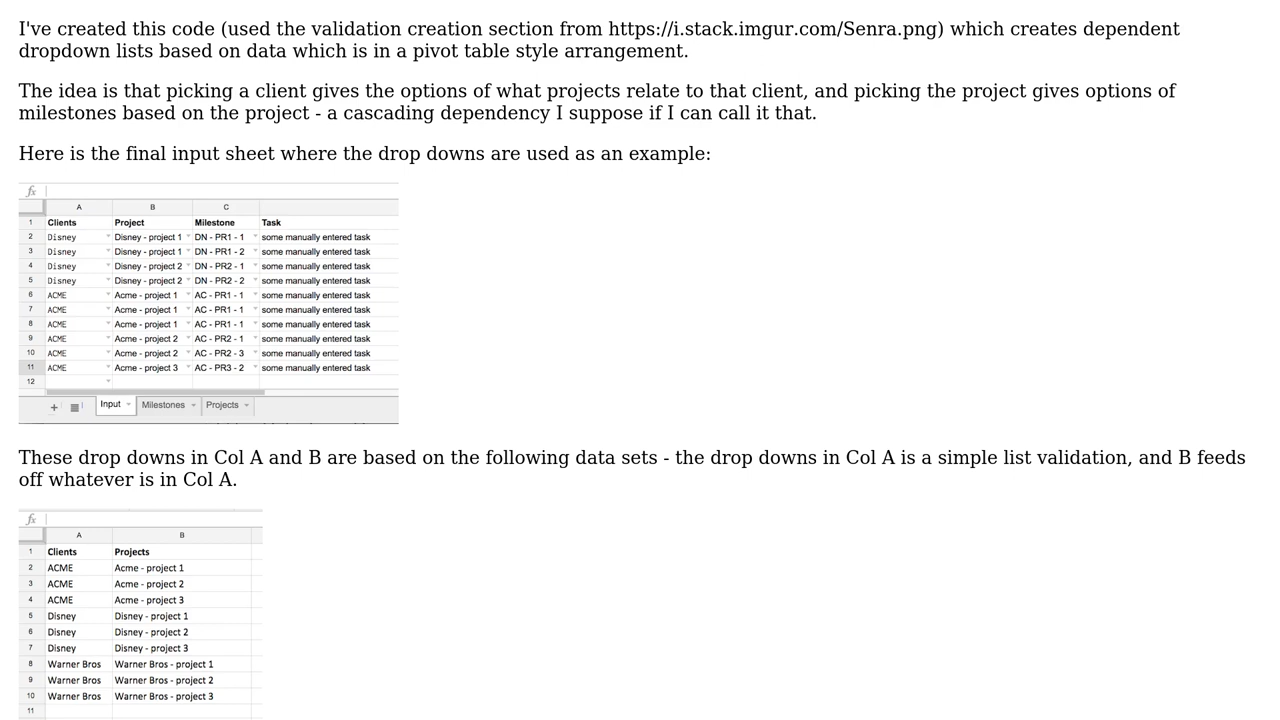 I've created this code (used the validation creation section from https://i.stack.imgur.com/Senra.png) which creates dependent
dropdown lists based on data which is in a pivot table style arrangement.
The idea is that picking a client gives the options of what projects relate to that client, and picking the project gives options of
milestones based on the project - a cascading dependency I suppose if I can call it that.
Here is the final input sheet where the drop downs are used as an example:
fx
A B C
1 Clients Project Milestone Task
2 Disney Disney - project 1 DN - PR1 - 1 some manually entered task
3 Disney Disney - project 1 DN - PR1 - 2 some manually entered task
4 Disney Disney - project 2 DN - PR2 - 1 some manually entered task
5 Disney Disney - project 2 DN - PR2 - 2 some manually entered task
6 ACME Acme - project 1 AC - PR1 - 1 some manually entered task
7 ACME Acme - project 1 AC - PR1 - 1 some manually entered task
8 ACME Acme - project 1 AC - PR1 - 1 some manually entered task
9 ACME Acme - project 2 AC - PR2 - 1 some manually entered task
10 ACME Acme - project 2 AC - PR2 - 3 some manually entered task
11 ACME Acme - project 3 AC - PR3 - 2 some manually entered task
12
+ Input Milestones Projects
These drop downs in Col A and B are based on the following data sets - the drop downs in Col A is a simple list validation, and B feeds
off whatever is in Col A.
fx
A B
1 Clients Projects
2 ACME Acme - project 1
3 ACME Acme - project 2
4 ACME Acme - project 3
5 Disney Disney - project 1
6 Disney Disney - project 2
7 Disney Disney - project 3
8 Warner Bros Warner Bros - project 1
9 Warner Bros Warner Bros - project 2
10 Warner Bros Warner Bros - project 3
11